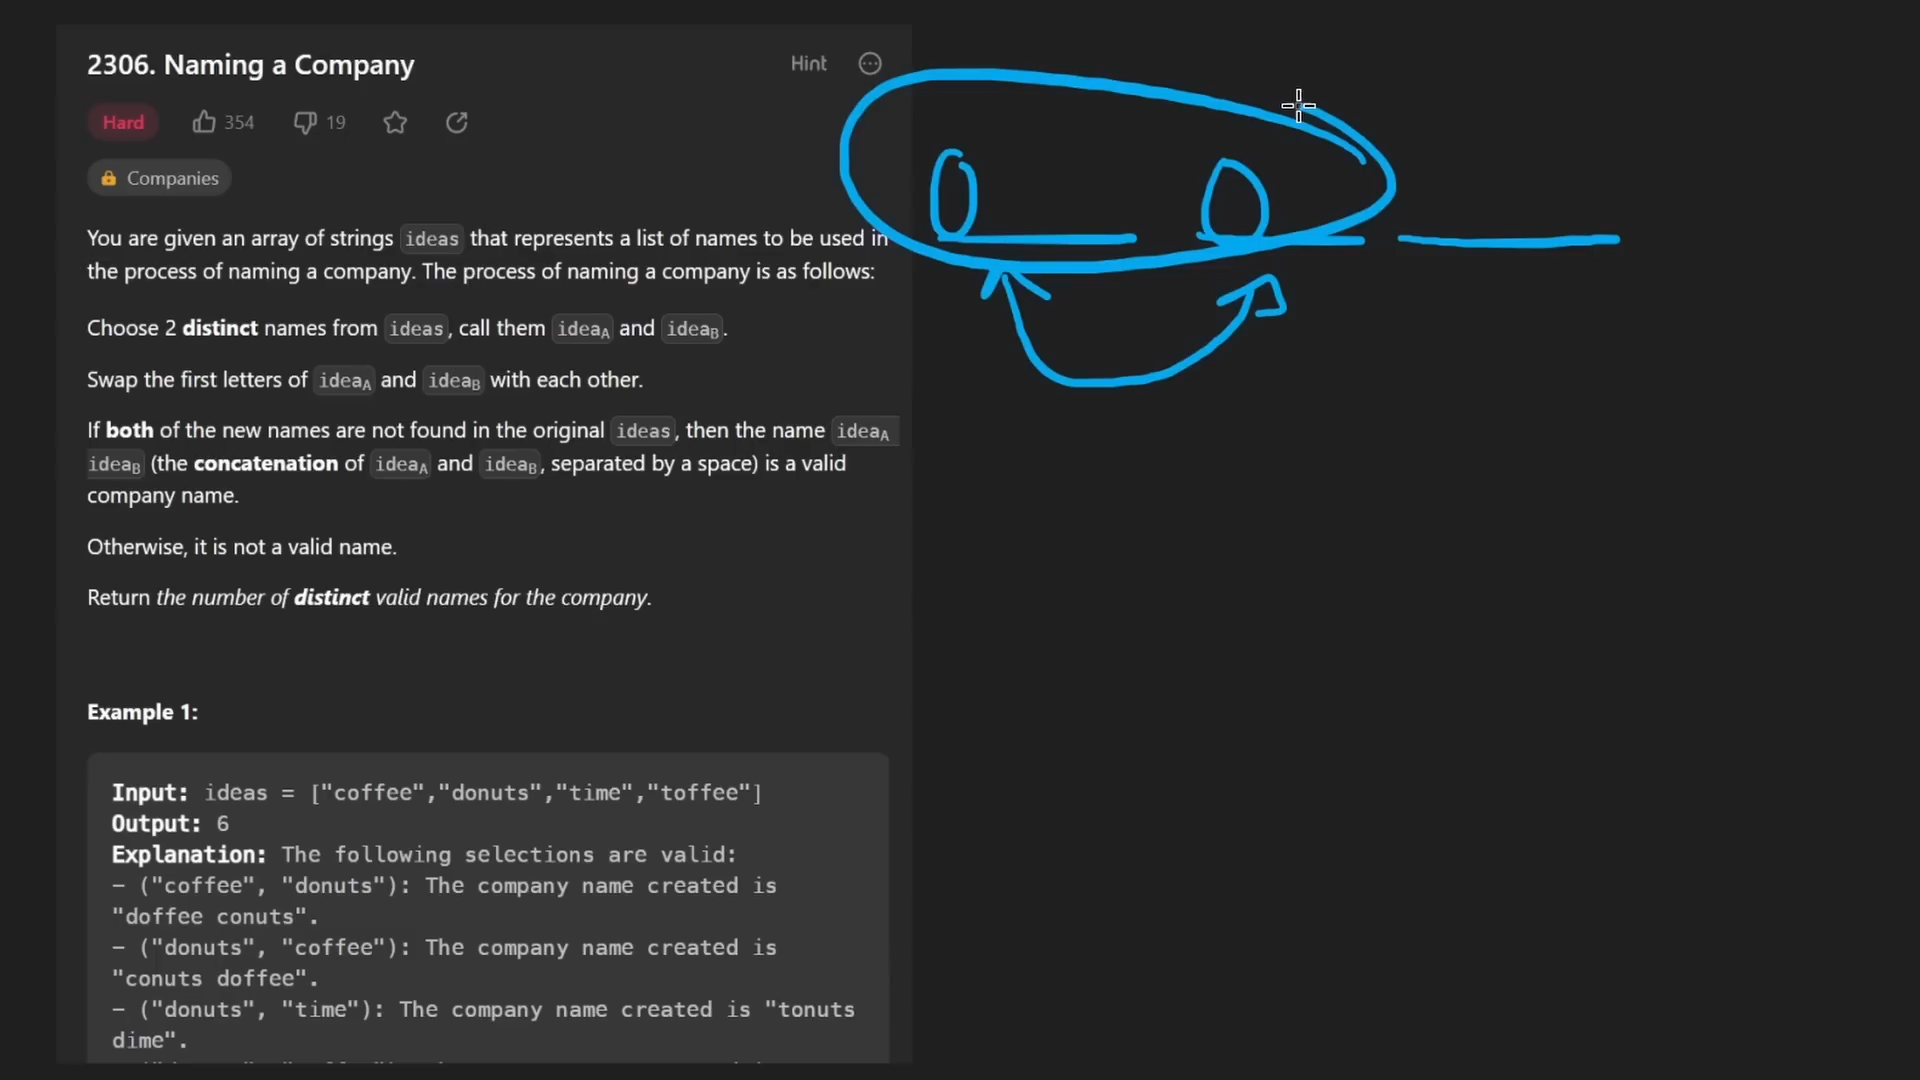 2306. Naming a Company
Hint
Hard 354 19
Companies
You are given an array of strings ideas that represents a list of names to be used in
the process of naming a company. The process of naming a company is as follows:
Choose 2 distinct names from ideas, call them ideaA and ideaB.
Swap the first letters of ideaA and ideaB with each other.
If both of the new names are not found in the original ideas, then the name ideaA
ideaB (the concatenation of ideaA and ideaB, separated by a space) is a valid
company name.
Otherwise, it is not a valid name.
Return the number of distinct valid names for the company.
Example 1:
Input: ideas = ["coffee","donuts","time","toffee"]
Output: 6
Explanation: The following selections are valid:
- ("coffee", "donuts"): The company name created is
"doffee conuts".
- ("donuts", "coffee"): The company name created is
"conuts doffee".
- ("donuts", "time"): The company name created is "tonuts
dime".